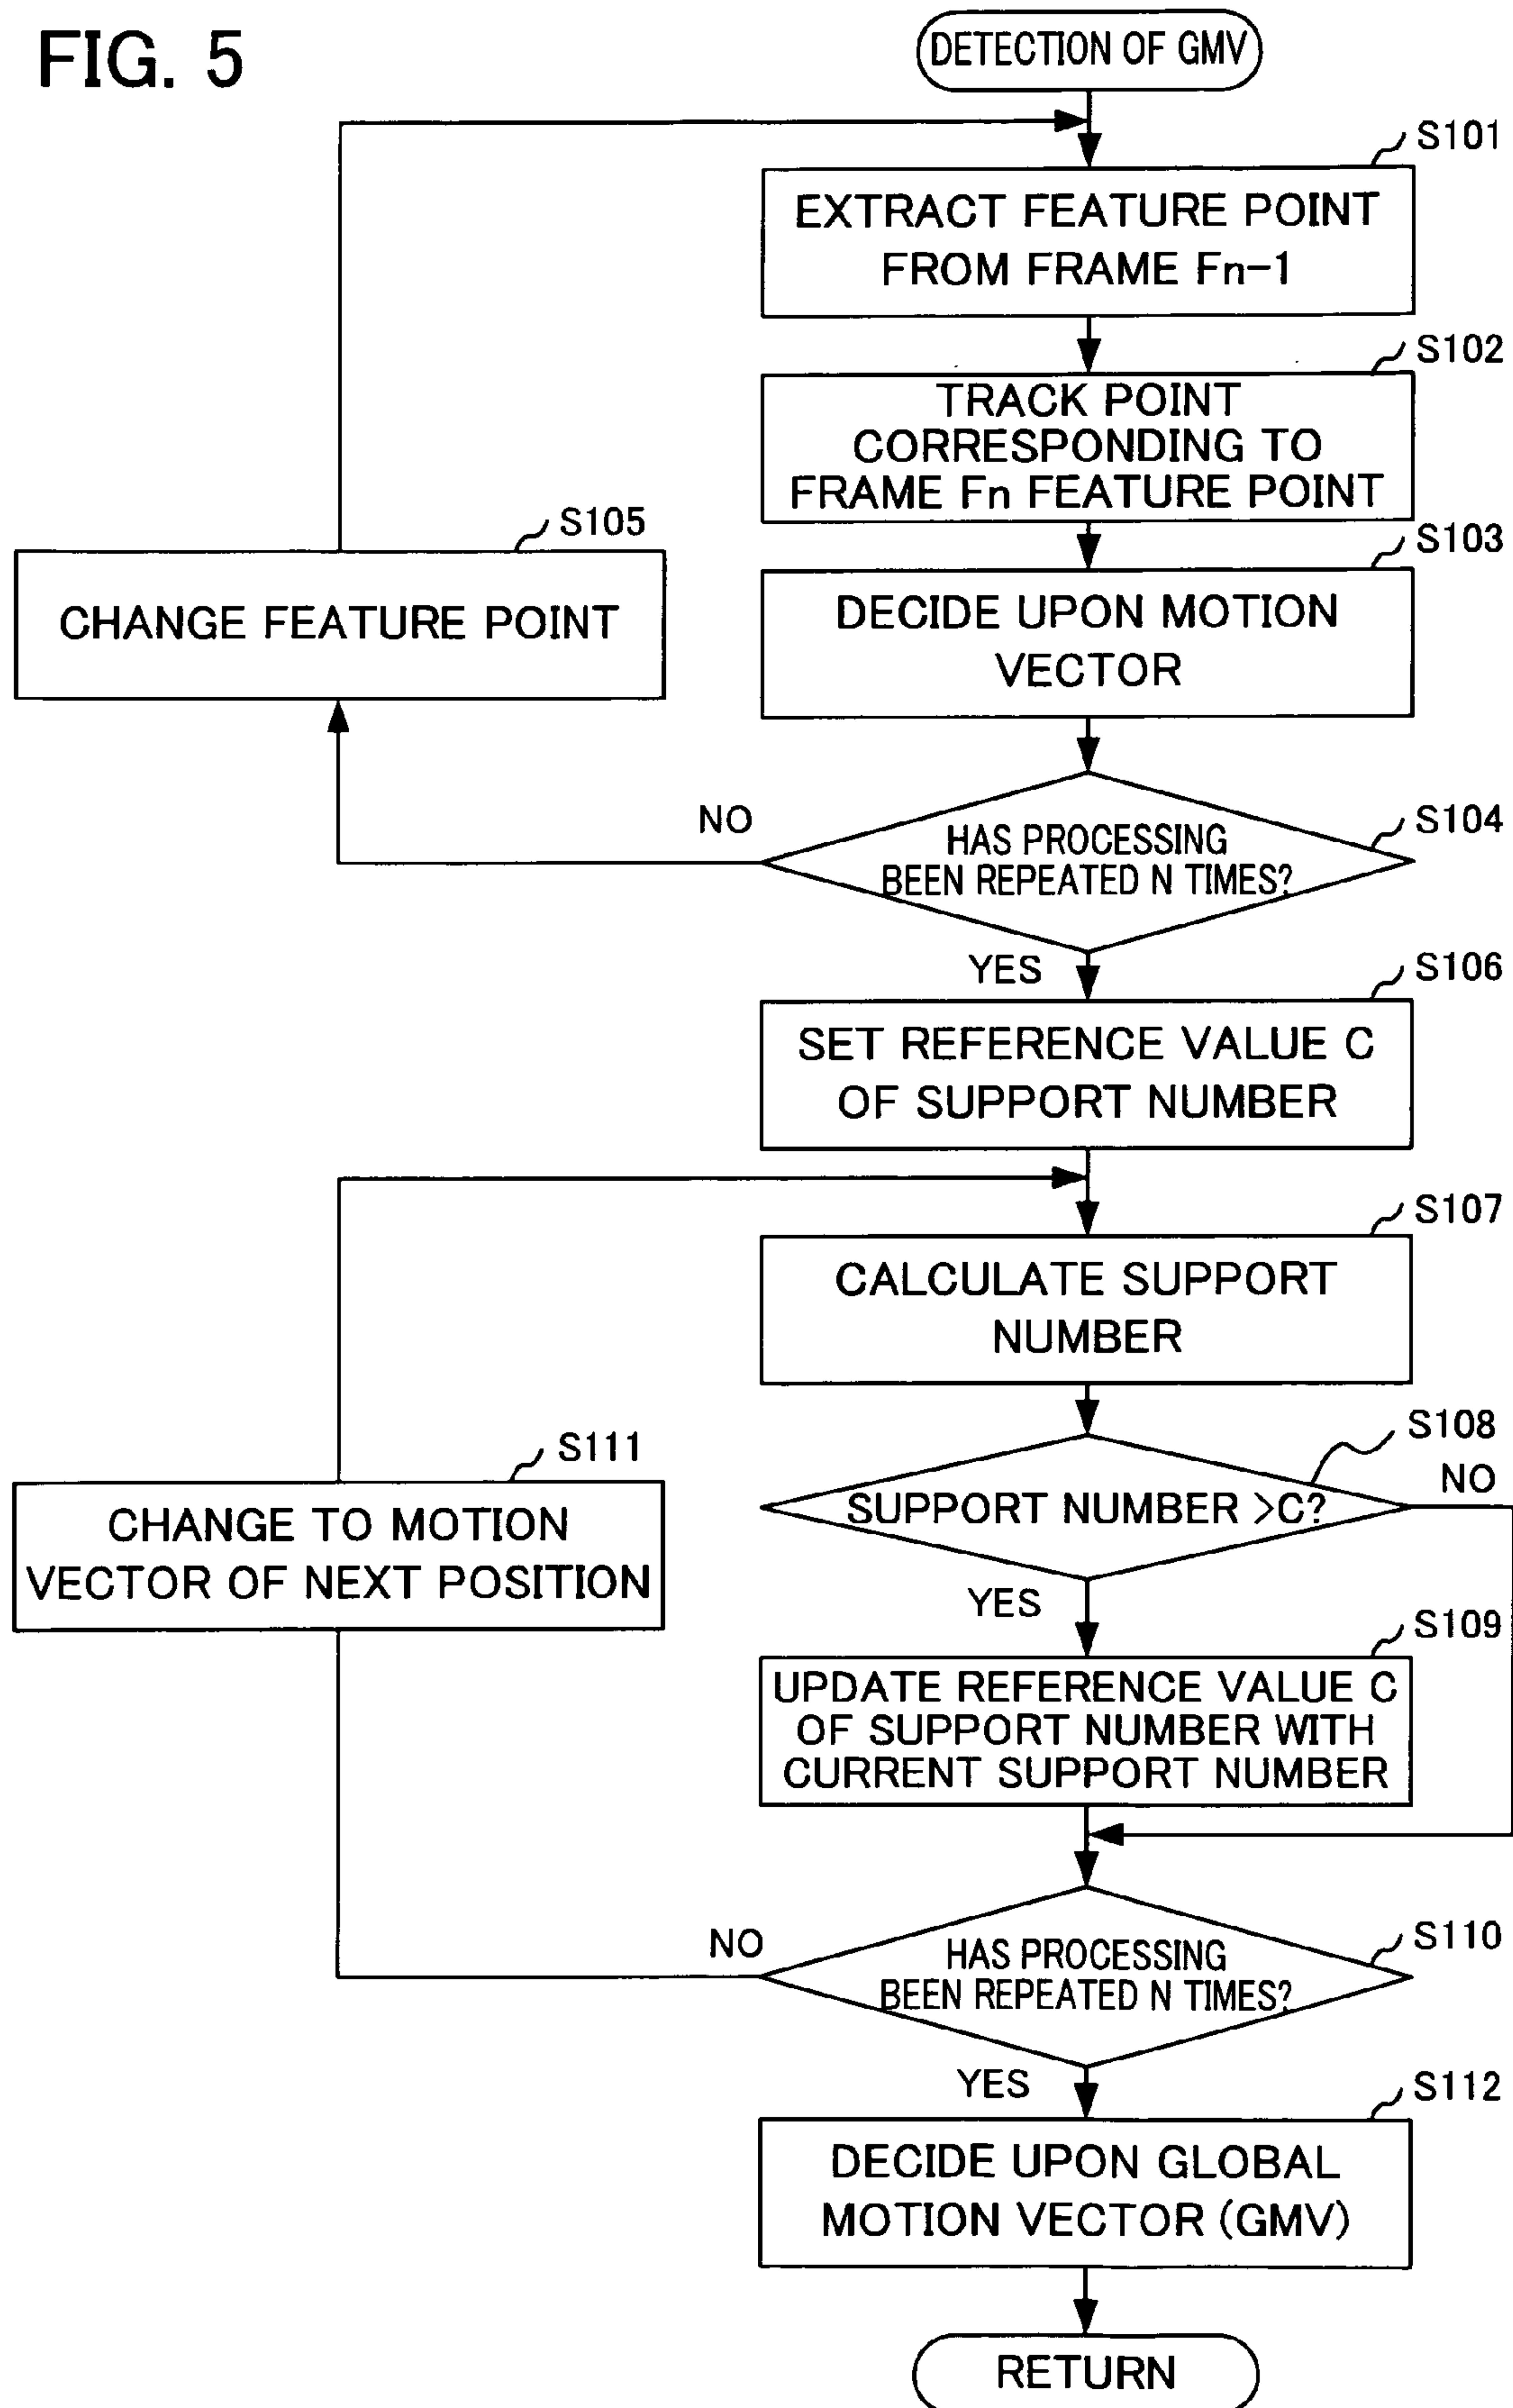 FIG. 5
DETECTION OF GMV
S101
EXTRACT FEATURE POINT
FROM FRAME Fn-1
S102
TRACK POINT
CORRESPONDING TO
FRAME Fn FEATURE POINT
S105
CHANGE FEATURE POINT
S103
DECIDE UPON MOTION
VECTOR
NO
S104
HAS PROCESSING
BEEN REPEATED N TIMES?
YES
S106
SET REFERENCE VALUE C
OF SUPPORT NUMBER
S107
CALCULATE SUPPORT
NUMBER
S111
CHANGE TO MOTION
VECTOR OF NEXT POSITION
S108
NO
SUPPORT NUMBER >C?
YES
S109
UPDATE REFERENCE VALUE C
OF SUPPORT NUMBER WITH
CURRENT SUPPORT NUMBER
NO
S110
HAS PROCESSING
BEEN REPEATED N TIMES?
YES
S112
DECIDE UPON GLOBAL
MOTION VECTOR (GMV)
RETURN